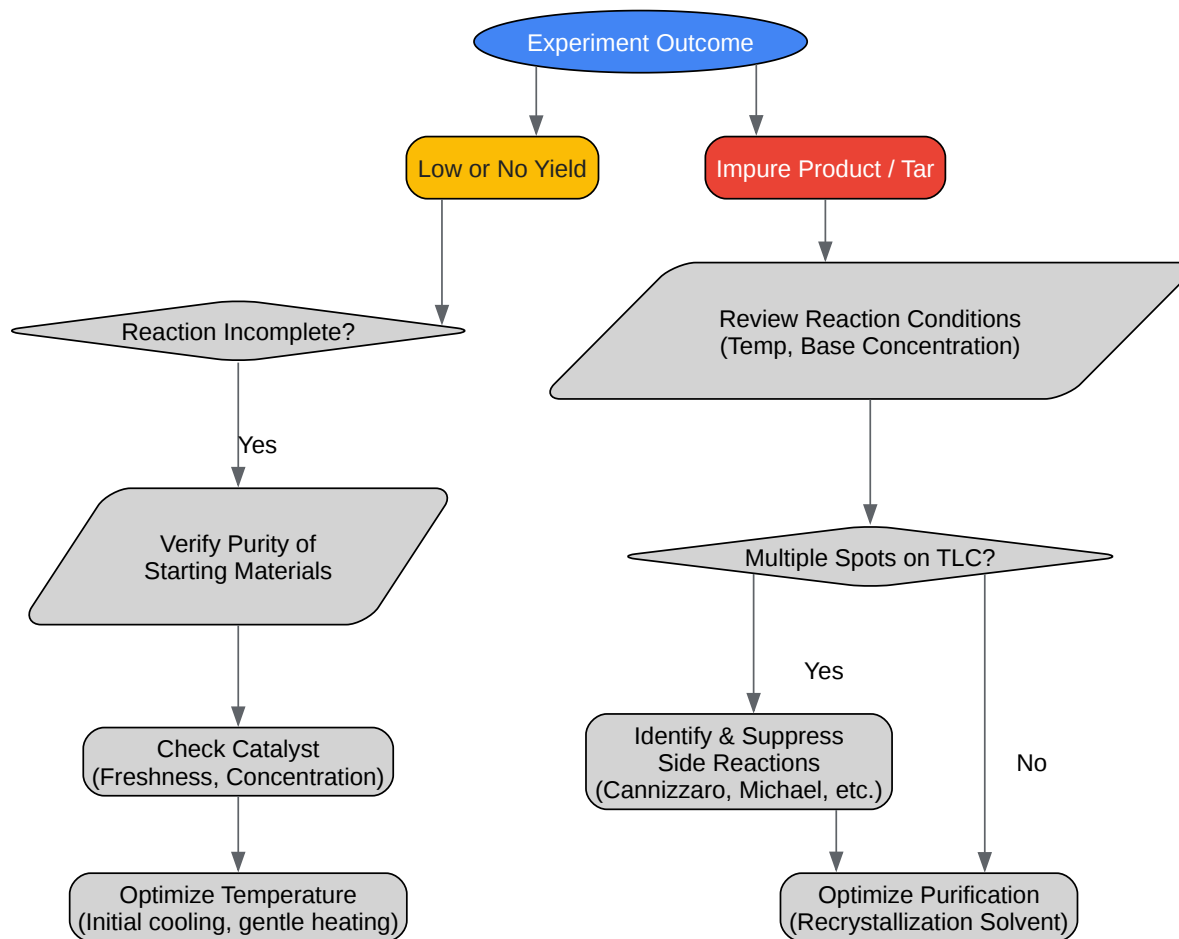 Experiment Outcome
Low or No Yield
Impure Product / Tar
Reaction Incomplete?
Review Reaction Conditions
(Temp, Base Concentration)
Yes
Verify Purity of
Starting Materials
Multiple Spots on TLC?
Yes
Check Catalyst
(Freshness, Concentration)
Identify & Suppress
Side Reactions
(Cannizzaro, Michael, etc.)
No
Optimize Temperature
(Initial cooling, gentle heating)
Optimize Purification
(Recrystallization Solvent)